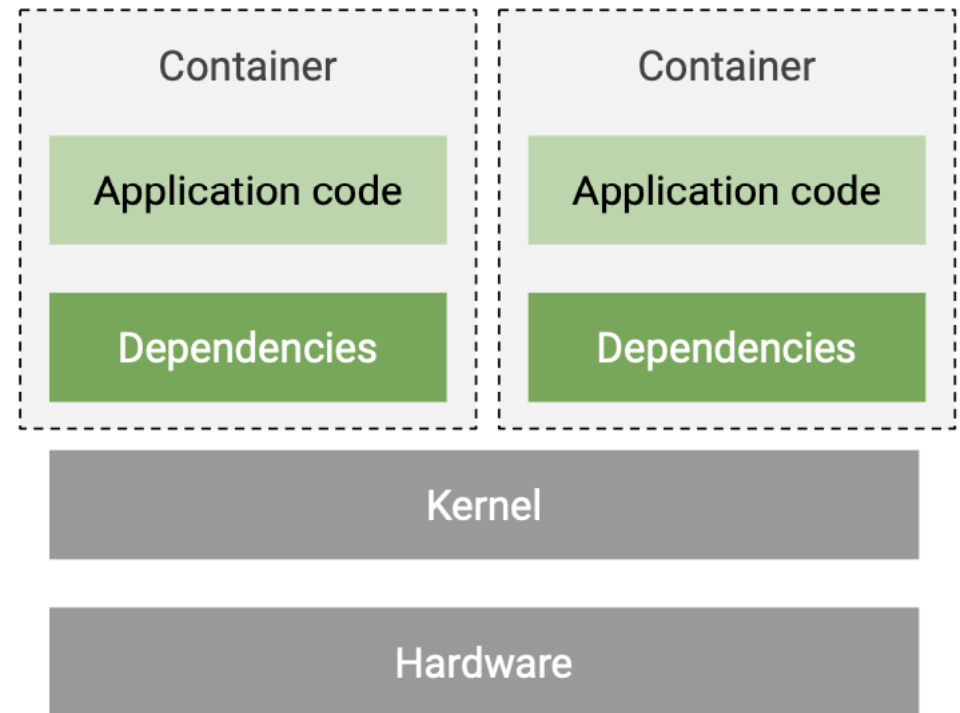 Container
Application code
Dependencies
Container
Application code
Dependencies
Kernel
Hardware